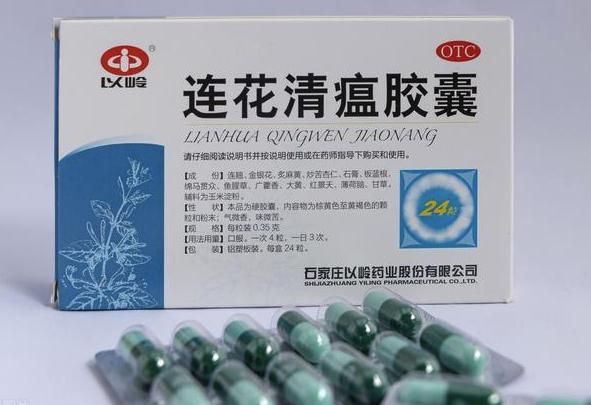 以岭
®
OTC
连花清瘟胶囊
LIANHUA QINGWEN JIAONANG
请仔细阅读说明书并按说明使用或在药师指导下购买和使用。
【成　份】连翘、金银花、炙麻黄、炒苦杏仁、石膏、板蓝根、
绵马贯众、鱼腥草、广藿香、大黄、红景天、薄荷脑、甘草。
辅料为玉米淀粉。
【性　状】本品为硬胶囊，内容物为棕黄色至黄褐色的颗
粒和粉末；气微香，味微苦。
【规　格】每粒装0.35克
【用法用量】口服。一次4粒，一日3次。
【包　装】铝塑板装。每盒24粒。
24粒
石家庄以岭药业股份有限公司
SHIJIAZHUANG YILING PHARMACEUTICAL CO.,LTD.